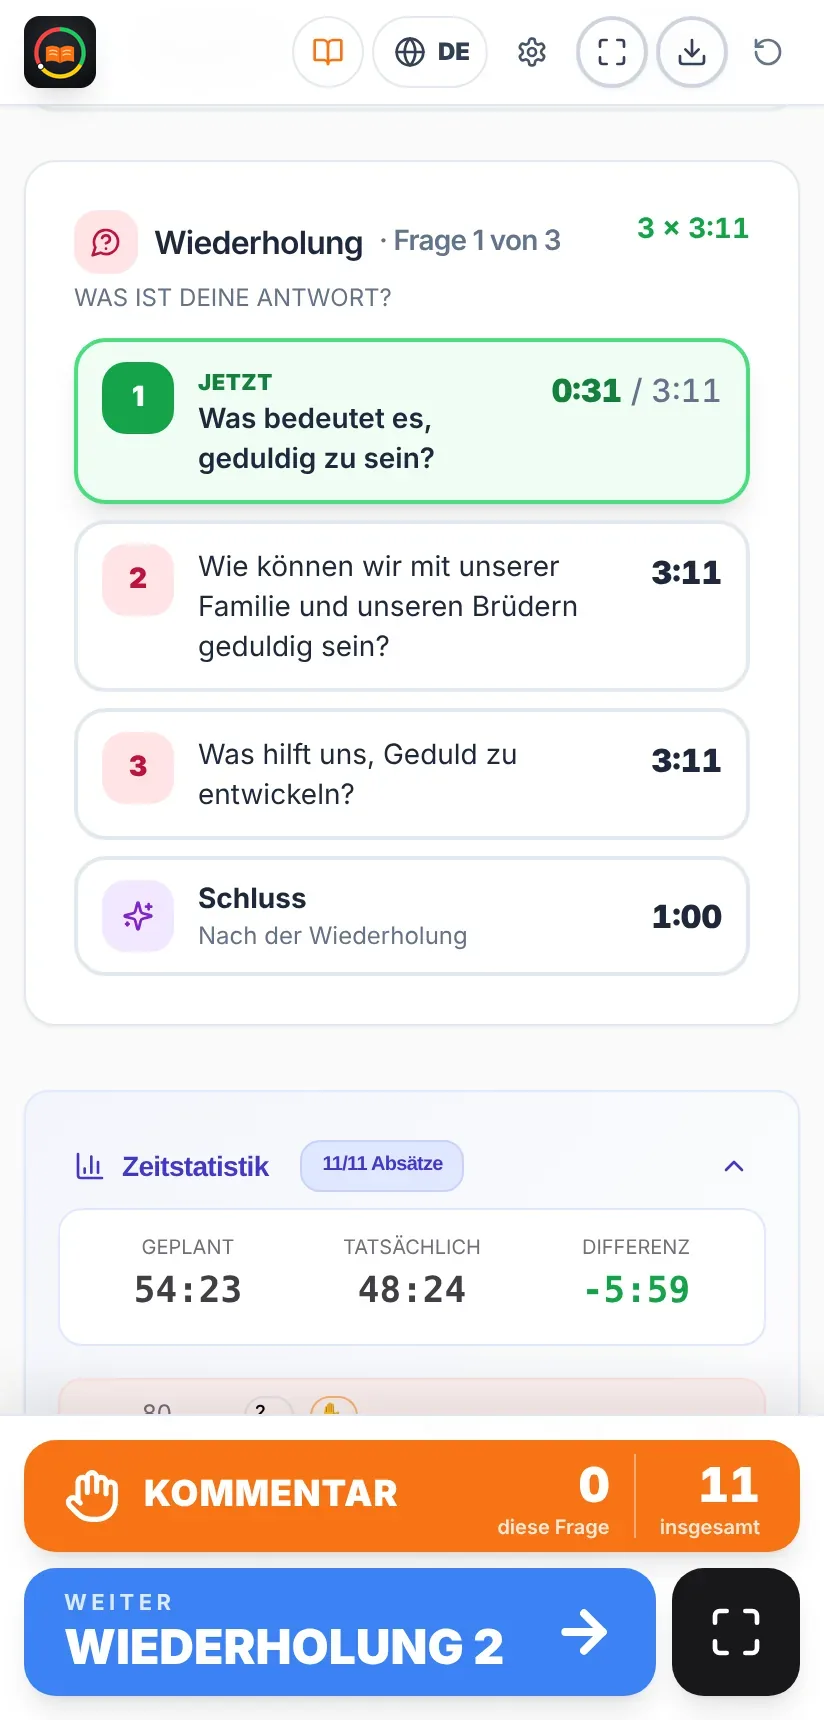 DE
Wiederholung · Frage 1 von 3
3 × 3:11
WAS IST DEINE ANTWORT?
1
JETZT
0:31 / 3:11
Was bedeutet es,
geduldig zu sein?
2
Wie können wir mit unserer
3:11
Familie und unseren Brüdern
geduldig sein?
3
Was hilft uns, Geduld zu
3:11
entwickeln?
Schluss
Nach der Wiederholung
1:00
Zeitstatistik
11/11 Absätze
GEPLANT TATSÄCHLICH DIFFERENZ
54:23 48:24 -5:59
KOMMENTAR
0
diese Frage
11
insgesamt
WEITER
WIEDERHOLUNG 2